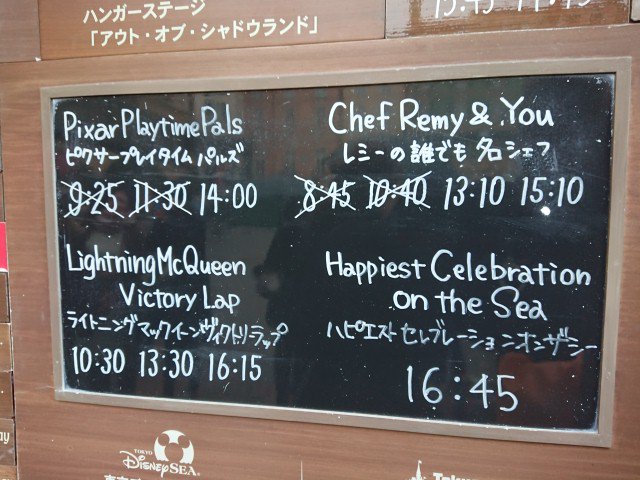 ハンガーステージ
「アウト・オブ・シャドウランド」
Pixar Playtime Pals
ピクサープレイタイム パルズ
9:25 11:30 14:00
Chef Remy & You
レミーの誰でも名シェフ
8:45 10:40 13:10 15:10
Lightning McQueen
Victory Lap
ライトニングマックィーンヴィクトリーラップ
10:30 13:30 16:15
Happiest Celebration
on the Sea
ハピエストセレブレーションオンザシー
16:45
TOKYO
DISNEY SEA